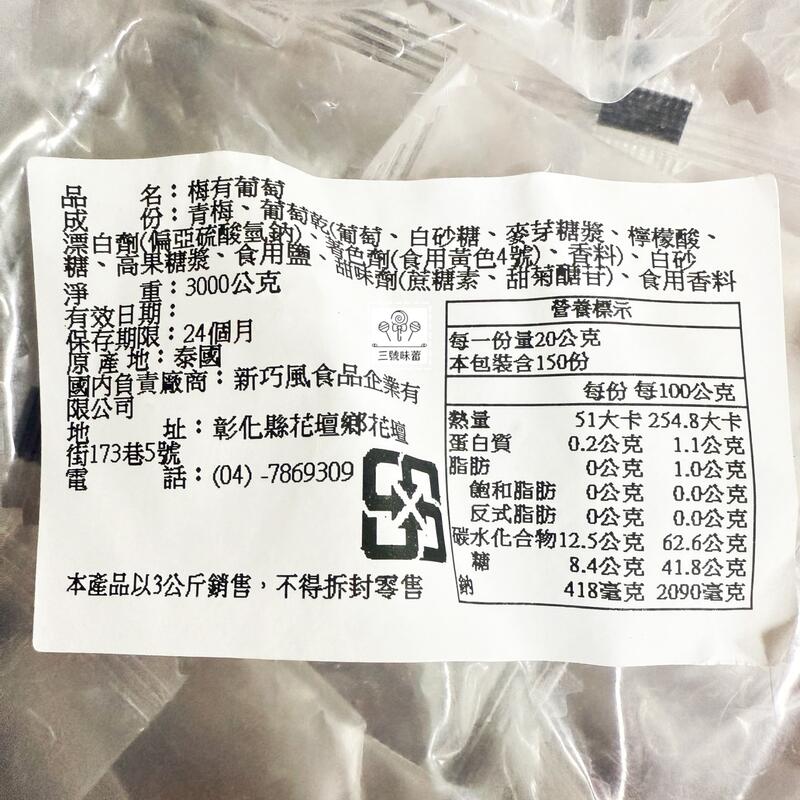 品　　名：梅有葡萄
成　　份：青梅、葡萄乾(葡萄、白砂糖、麥芽糖漿、檸檬酸、
漂白劑(偏亞硫酸氫鈉)、著色劑(食用黃色4號)、香料)、白砂
糖、高果糖漿、食用鹽、甜味劑(蔗糖素、甜菊醣甘)、食用香料
淨　　重：3000公克
有效日期：
保存期限：24個月
原 產 地：泰國
國內負責廠商：新巧風食品企業有
限公司
地　　址：彰化縣花壇鄉花壇
街173巷5號
電　　話：(04) -7869309
本產品以3公斤銷售，不得拆封零售
三號味蕾
營養標示
每一份量20公克
本包裝含150份
每份 每100公克
熱量 51大卡 254.8大卡
蛋白質 0.2公克 1.1公克
脂肪 0公克 1.0公克
飽和脂肪 0公克 0.0公克
反式脂肪 0公克 0.0公克
碳水化合物12.5公克 62.6公克
糖 8.4公克 41.8公克
鈉 418毫克 2090毫克